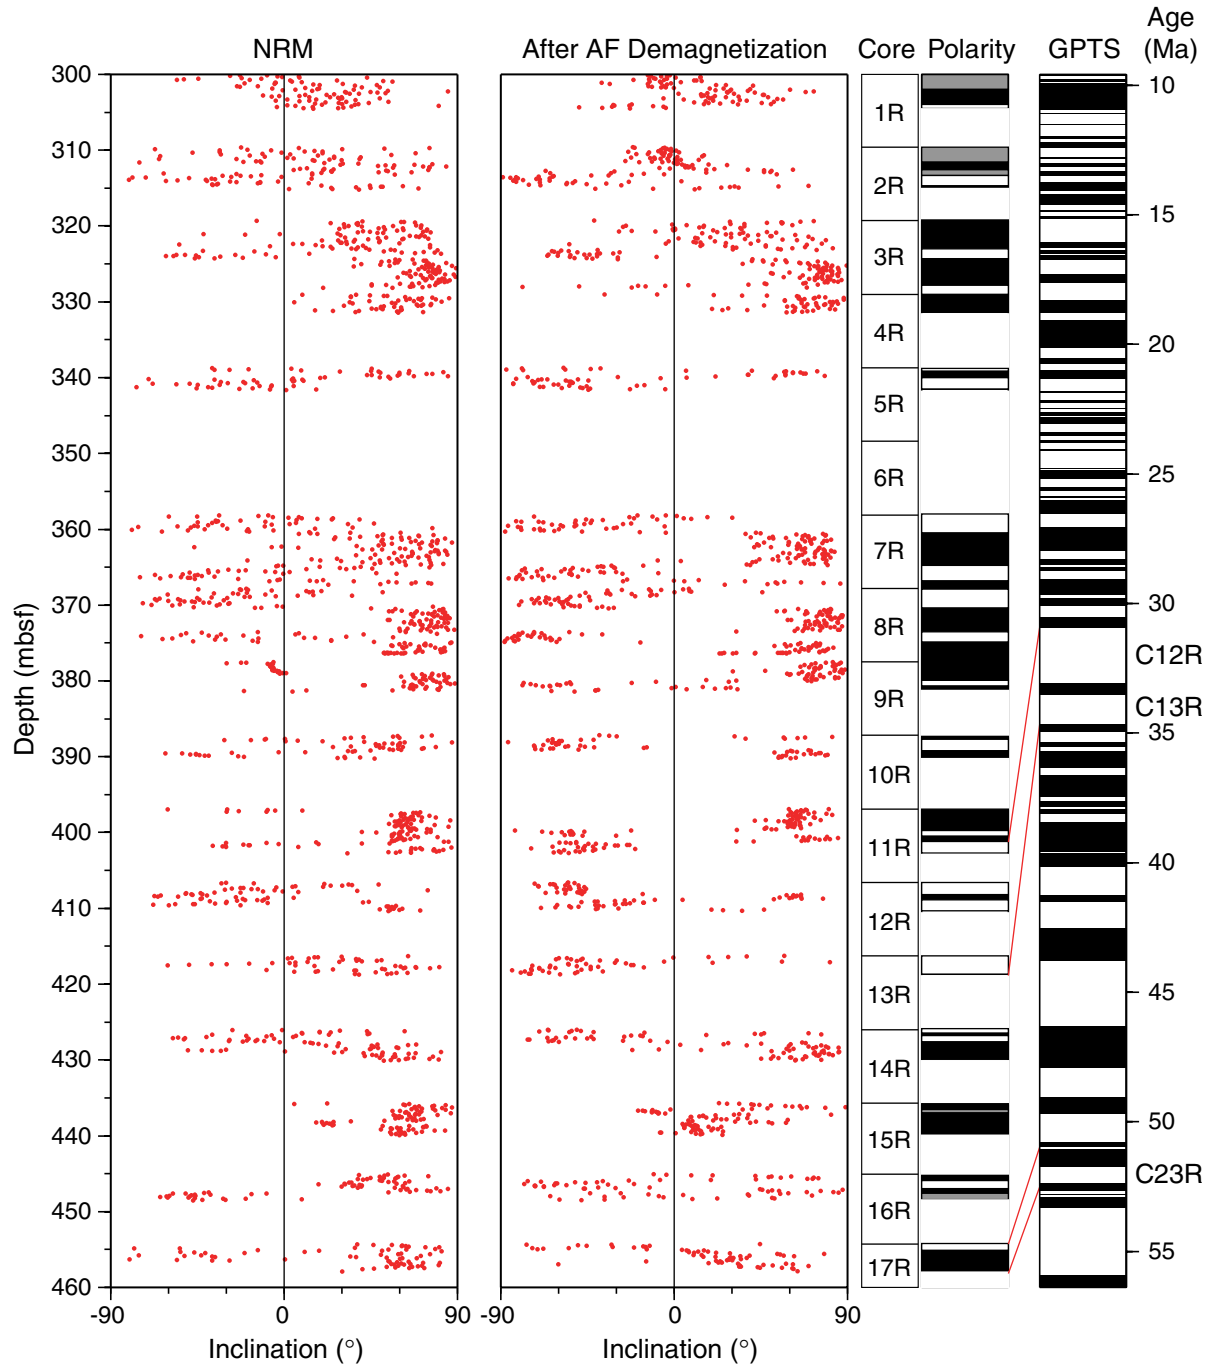 NRM
After AF Demagnetization
Core
Polarity
GPTS
Age
(Ma)
Depth (mbsf)
300
310
320
330
340
350
360
370
380
390
400
410
420
430
440
450
460
-90
0
90
Inclination (°)
-90
0
90
Inclination (°)
1R
2R
3R
4R
5R
6R
7R
8R
9R
10R
11R
12R
13R
14R
15R
16R
17R
10
15
20
25
30
C12R
C13R
35
40
45
50
C23R
55